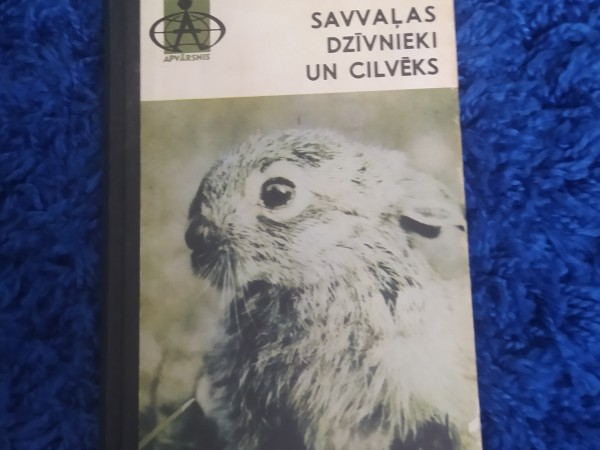 SAVVAĻAS
DZĪVNIEKI
UN CILVĒKS
APVĀRSNIS